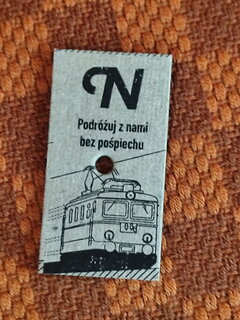 N
Podróżuj z nami
bez pośpiechu